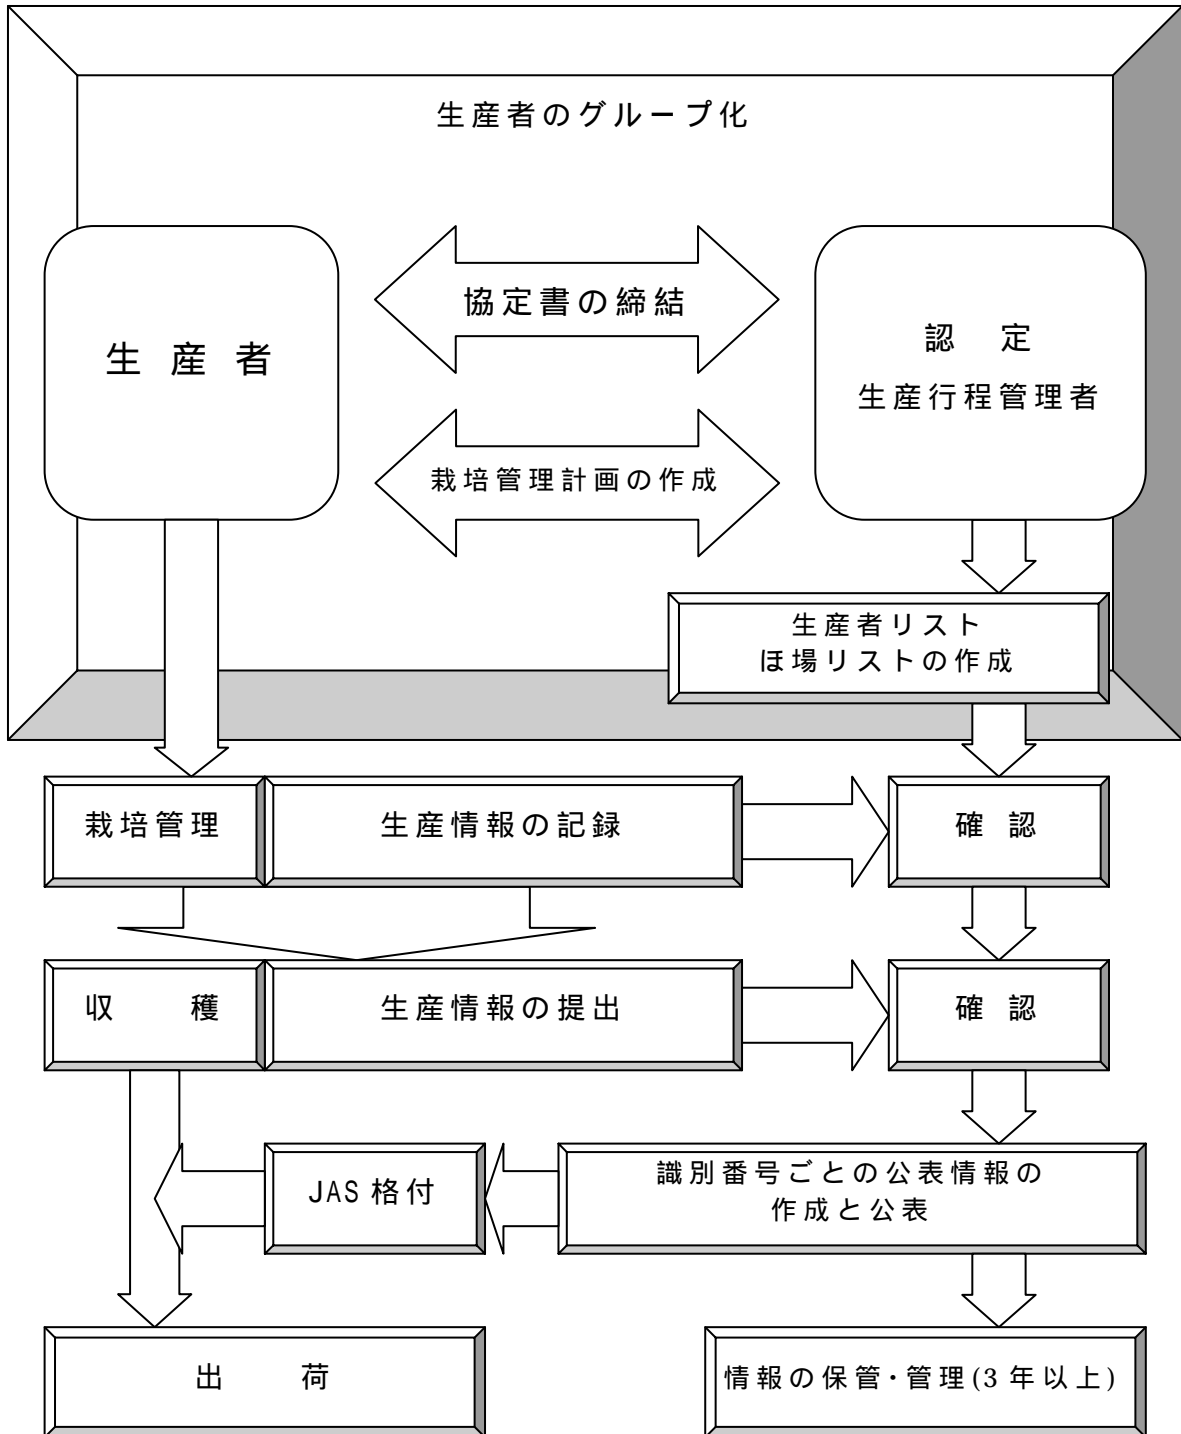 生産者のグループ化
生産者
協定書の締結
認 定
生産行程管理者
栽培管理計画の作成
生産者リスト
ほ場リストの作成
栽培管理
生産情報の記録
確 認
収 穫
生産情報の提出
確 認
JAS 格付
識別番号ごとの公表情報の
作成と公表
出 荷
情報の保管・管理(3 年以上)